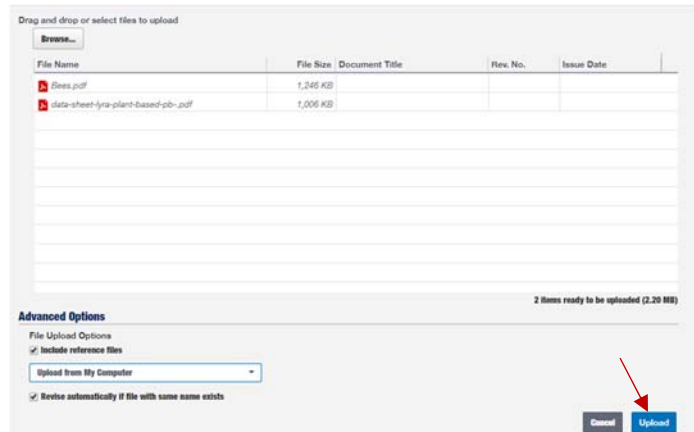 Drag and drop or select files to upload
Browse...
File Name File Size Document Title Rev. No. Issue Date
Bees.pdf 1,246 KB
data-sheet-lyra-plant-based-pb-.pdf 1,006 KB
2 items ready to be uploaded (2.20 MB)
Advanced Options
File Upload Options
Include reference files
Upload from My Computer
Revise automatically if file with same name exists
Cancel Upload